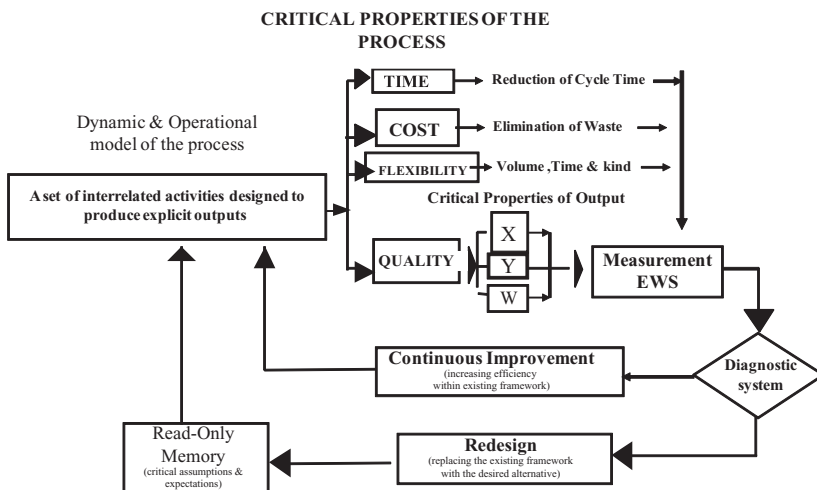 CRITICAL PROPERTIES OF THE
PROCESS
TIME
Reduction of Cycle Time
Dynamic & Operational
model of the process
COST
Elimination of Waste
FLEXIBILITY
Volume ,Time & kind
A set of interrelated activities designed to
produce explicit outputs
Critical Properties of Output
QUALITY
X
Y
W
Measurement
EWS
Continuous Improvement
(increasing efficiency
within existing framework)
Diagnostic
system
Read-Only
Memory
(critical assumptions &
expectations)
Redesign
(replacing the existing framework
with the desired alternative)